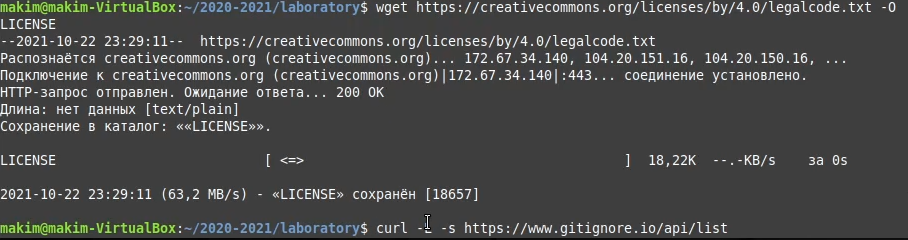 makim@makim-VirtualBox:~/2020-2021/laboratory$ wget https://creativecommons.org/licenses/by/4.0/legalcode.txt -O
LICENSE
--2021-10-22 23:29:11--  https://creativecommons.org/licenses/by/4.0/legalcode.txt
Распознаётся creativecommons.org (creativecommons.org)... 172.67.34.140, 104.20.151.16, 104.20.150.16, ...
Подключение к creativecommons.org (creativecommons.org)|172.67.34.140|:443... соединение установлено.
HTTP-запрос отправлен. Ожидание ответа... 200 OK
Длина: нет данных [text/plain]
Сохранение в каталог: ««LICENSE»».
LICENSE [ <=> ] 18,22K --.-KB/s за 0s
2021-10-22 23:29:11 (63,2 MB/s) - «LICENSE» сохранён [18657]
makim@makim-VirtualBox:~/2020-2021/laboratory$ curl -L -s https://www.gitignore.io/api/list